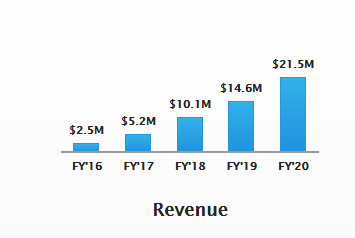 $21.5M
$14.6M
$10.1M
$5.2M
$2.5M
FY'16 FY'17 FY'18 FY'19 FY'20
Revenue